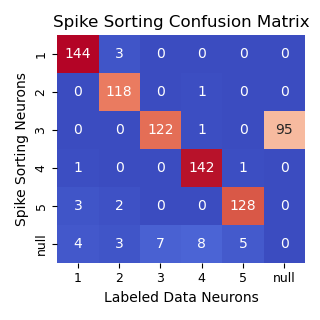 Spike Sorting Confusion Matrix
Spike Sorting Neurons
1 144 3 0 0 0 0
2 0 118 0 1 0 0
3 0 0 122 1 0 95
4 1 0 0 142 1 0
5 3 2 0 0 128 0
null 4 3 7 8 5 0
1 2 3 4 5 null
Labeled Data Neurons